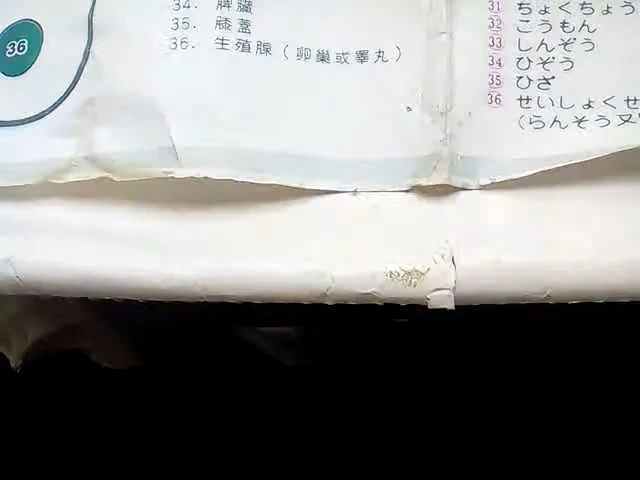 36
34. 脾臟
35. 膝蓋
36. 生殖腺（卵巢或睪丸）
31 ちょくちょう
32 こうもん
33 しんぞう
34 ひぞう
35 ひざ
36 せいしょくせ
（らんそう又